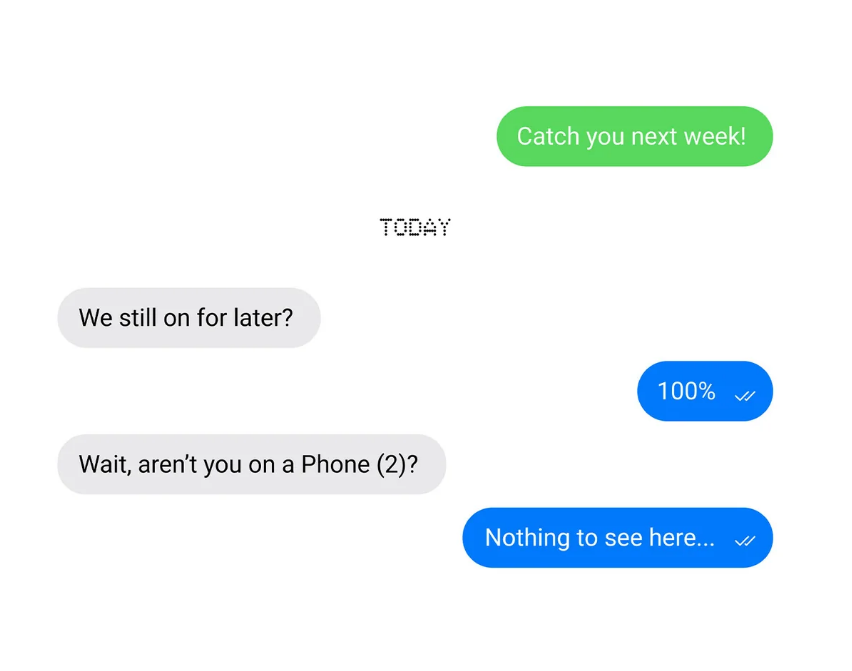 Catch you next week!
TODAY
We still on for later?
100%
Wait, aren’t you on a Phone (2)?
Nothing to see here...